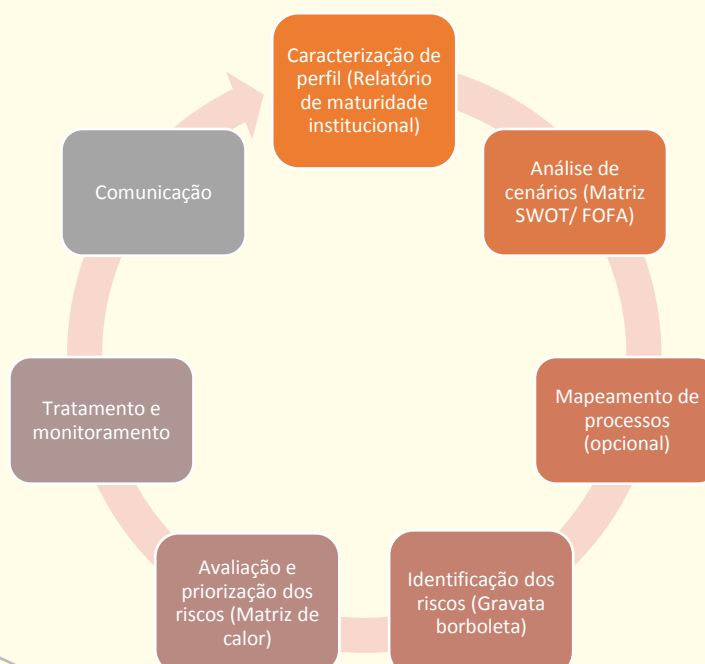 Caracterização de
perfil (Relatório
de maturidade
institucional)
Análise de
cenários (Matriz
SWOT/ FOFA)
Mapeamento de
processos
(opcional)
Identificação dos
riscos (Gravata
borboleta)
Avaliação e
priorização dos
riscos (Matriz de
calor)
Tratamento e
monitoramento
Comunicação